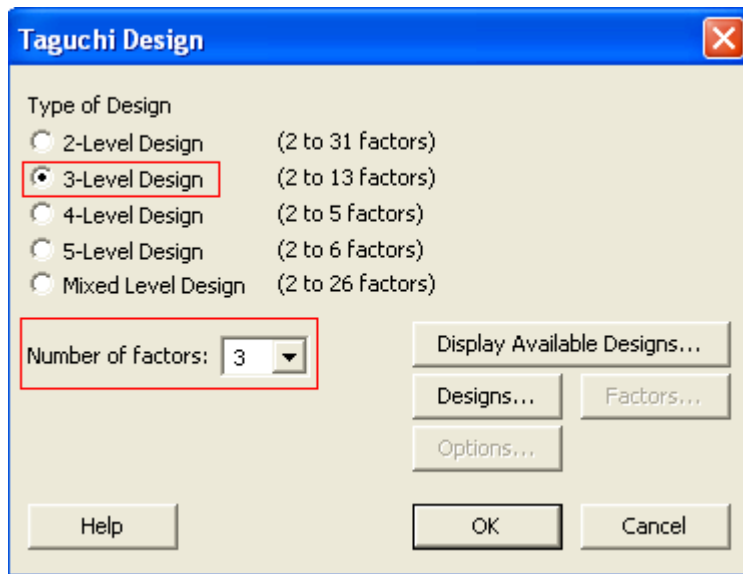 Taguchi Design
Type of Design
2-Level Design (2 to 31 factors)
3-Level Design (2 to 13 factors)
4-Level Design (2 to 5 factors)
5-Level Design (2 to 6 factors)
Mixed Level Design (2 to 26 factors)
Number of factors: 3
Display Available Designs...
Designs... Factors...
Options...
Help OK Cancel